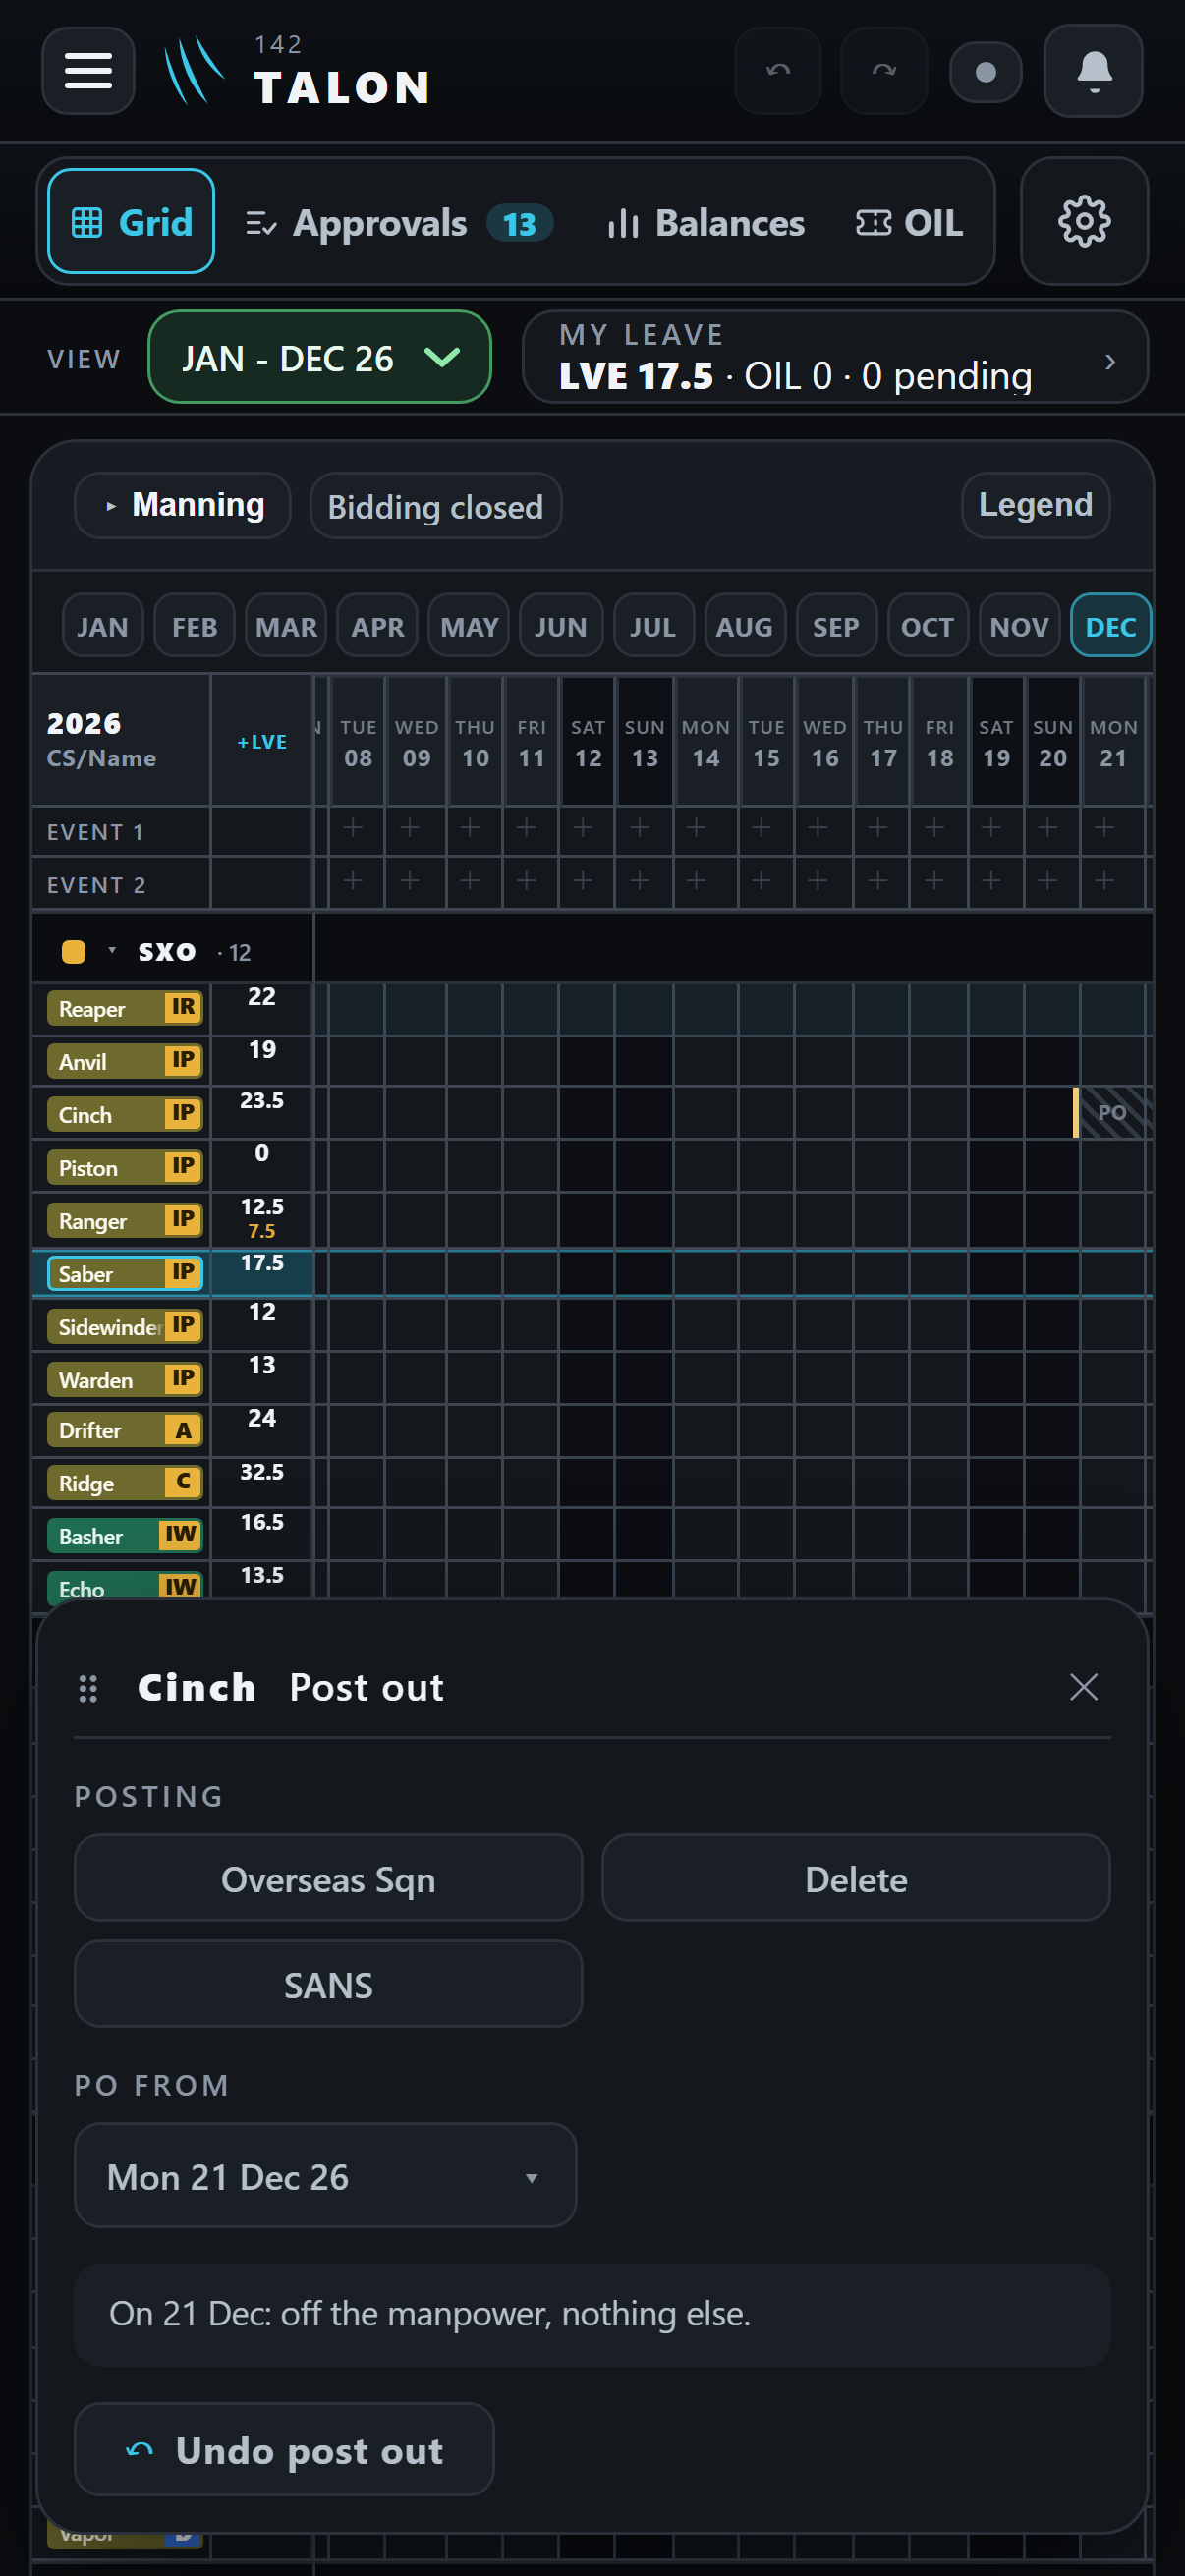 142
TALON
Grid
Approvals 13
Balances
OIL
VIEW
JAN - DEC 26
MY LEAVE
LVE 17.5 · OIL 0 · 0 pending
Manning
Bidding closed
Legend
JAN FEB MAR APR MAY JUN JUL AUG SEP OCT NOV DEC
2026
CS/Name
+LVE
TUE WED THU FRI SAT SUN MON TUE WED THU FRI SAT SUN MON
08 09 10 11 12 13 14 15 16 17 18 19 20 21
EVENT 1
+ + + + + + + + + + + + + +
EVENT 2
+ + + + + + + + + + + + + +
SXO · 12
Reaper IR 22
Anvil IP 19
Cinch IP 23.5 PO
Piston IP 0
Ranger IP 12.5
7.5
Saber IP 17.5
Sidewinder IP 12
Warden IP 13
Drifter A 24
Ridge C 32.5
Basher IW 16.5
Echo IW 13.5
Cinch Post out
POSTING
Overseas Sqn
Delete
SANS
PO FROM
Mon 21 Dec 26
On 21 Dec: off the manpower, nothing else.
Undo post out